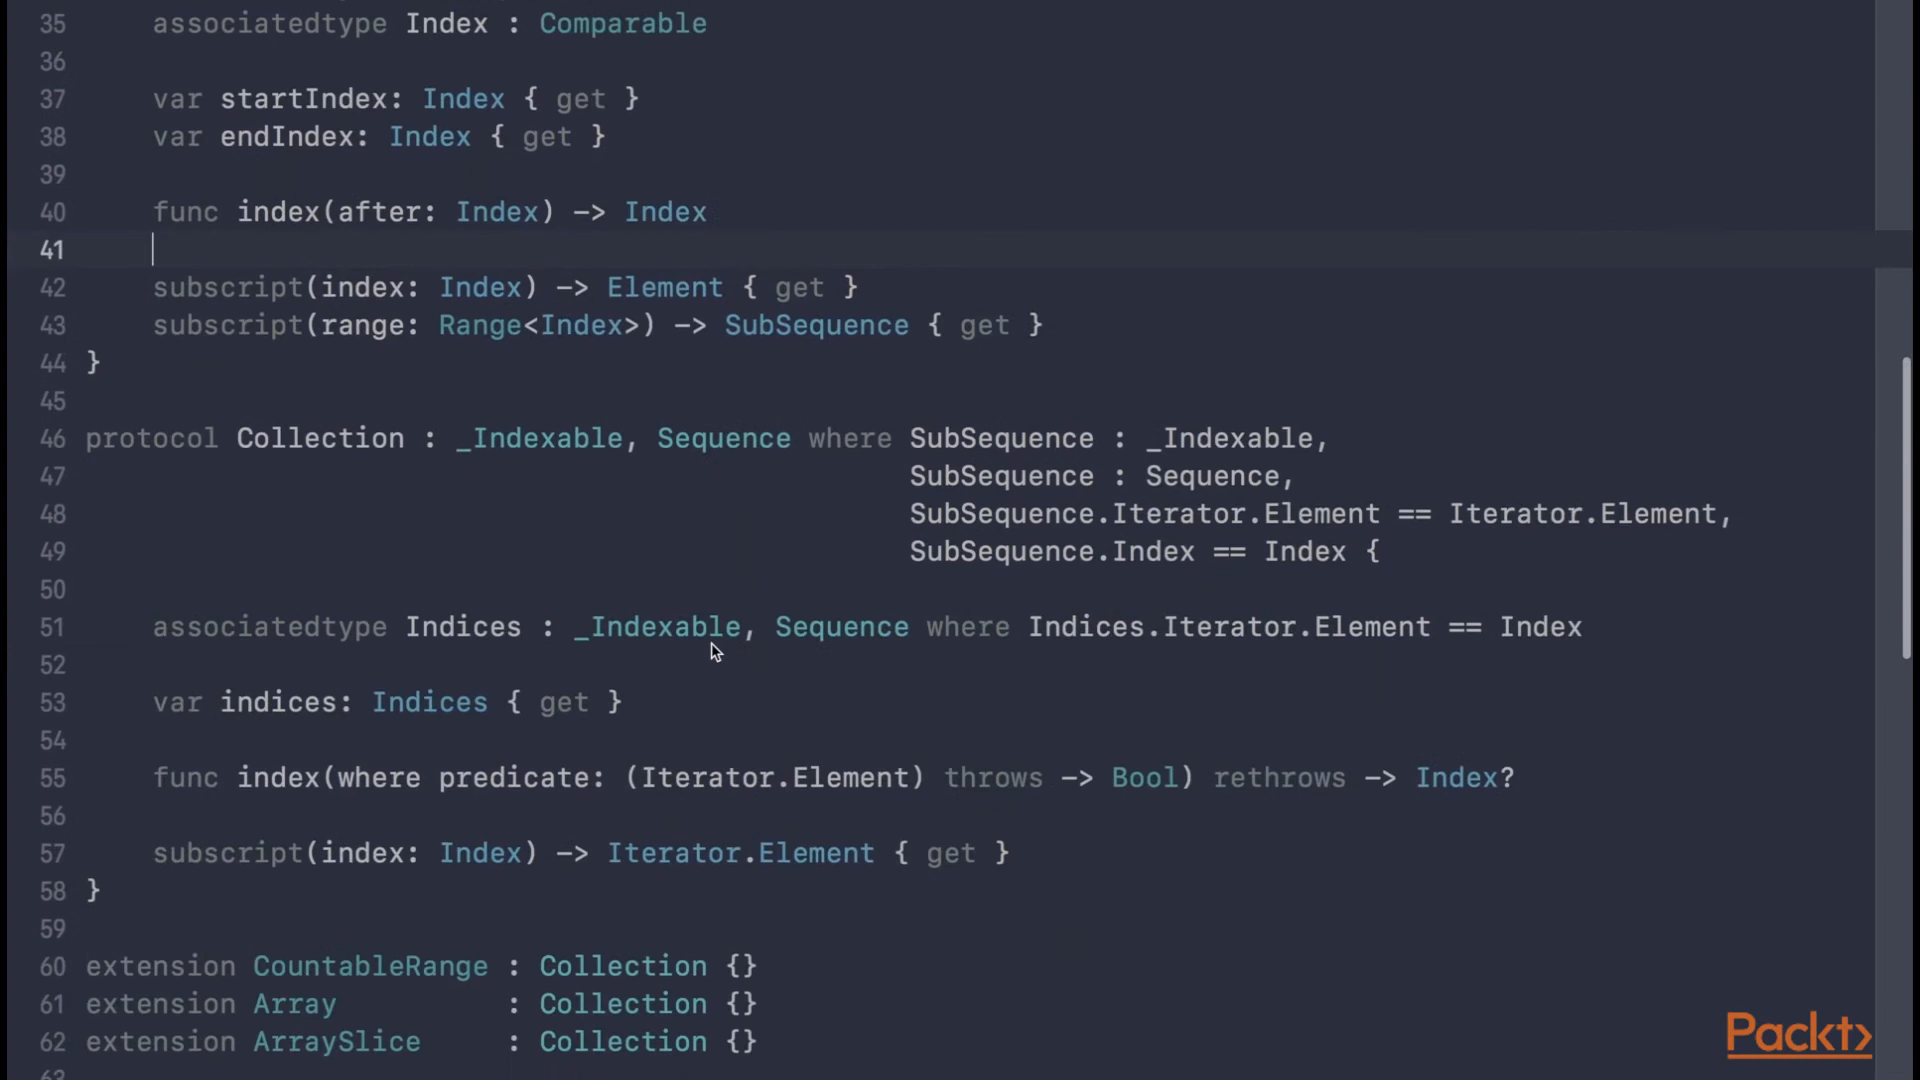 35 associatedtype Index : Comparable
36
37 var startIndex: Index { get }
38 var endIndex: Index { get }
39
40 func index(after: Index) -> Index
41
42 subscript(index: Index) -> Element { get }
43 subscript(range: Range<Index>) -> SubSequence { get }
44 }
45
46 protocol Collection : _Indexable, Sequence where SubSequence : _Indexable,
47 SubSequence : Sequence,
48 SubSequence.Iterator.Element == Iterator.Element,
49 SubSequence.Index == Index {
50
51 associatedtype Indices : _Indexable, Sequence where Indices.Iterator.Element == Index
52
53 var indices: Indices { get }
54
55 func index(where predicate: (Iterator.Element) throws -> Bool) rethrows -> Index?
56
57 subscript(index: Index) -> Iterator.Element { get }
58 }
59
60 extension CountableRange : Collection {}
61 extension Array : Collection {}
62 extension ArraySlice : Collection {}
63
Packt>